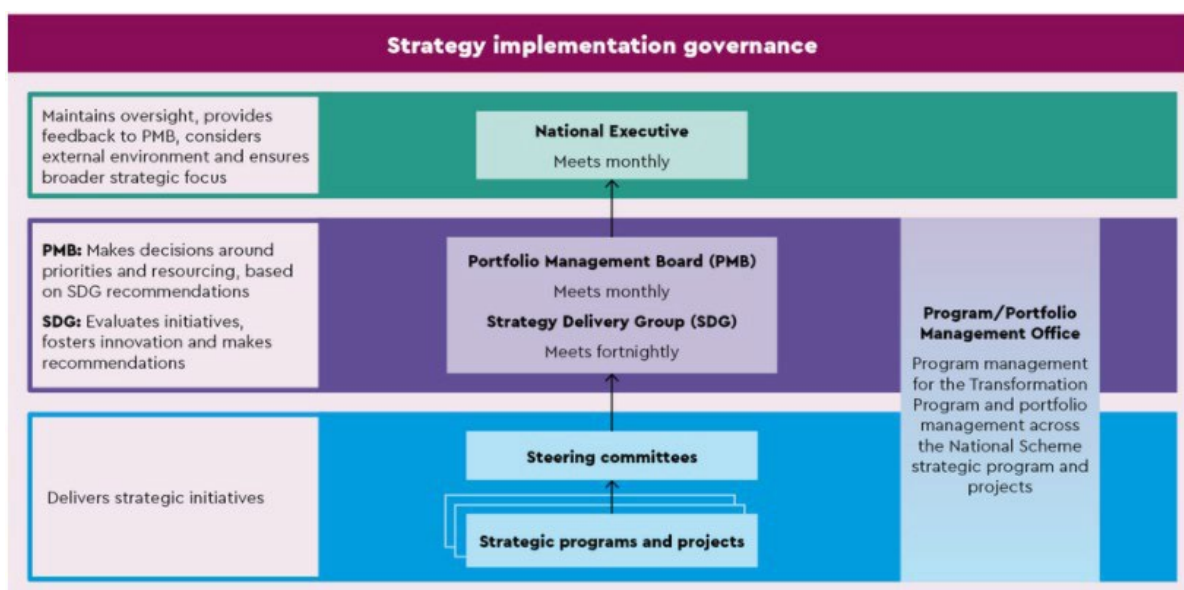 Strategy implementation governance
Maintains oversight, provides
feedback to PMB, considers
external environment and ensures
broader strategic focus
National Executive
Meets monthly
PMB: Makes decisions around
priorities and resourcing, based
on SDG recommendations
SDG: Evaluates initiatives,
fosters innovation and makes
recommendations
Portfolio Management Board (PMB)
Meets monthly
Strategy Delivery Group (SDG)
Meets fortnightly
Program/Portfolio
Management Office
Program management
for the Transformation
Program and portfolio
management across
the National Scheme
strategic program and
projects
Delivers strategic initiatives
Steering committees
Strategic programs and projects